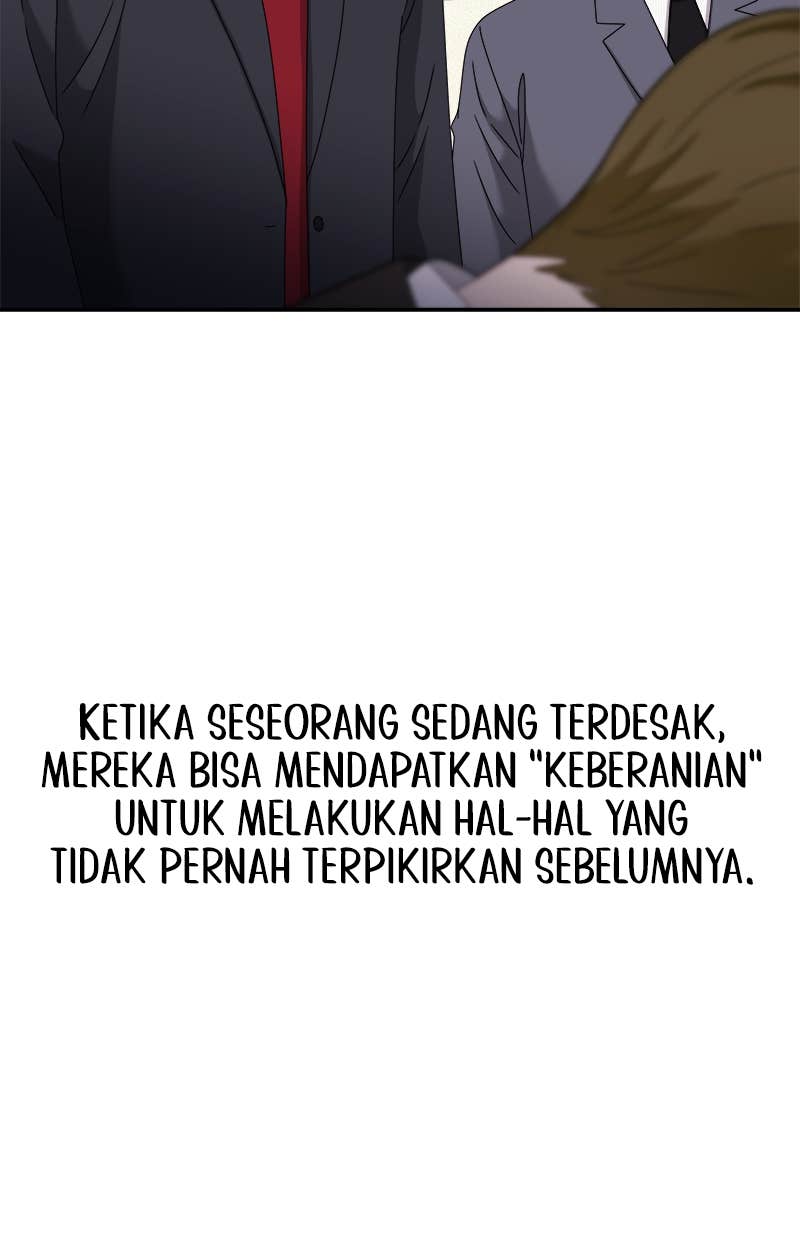 KETIKA SESEORANG SEDANG TERDESAK,
MEREKA BISA MENDAPATKAN "KEBERANIAN"
UNTUK MELAKUKAN HAL-HAL YANG
TIDAK PERNAH TERPIKIRKAN SEBELUMNYA.